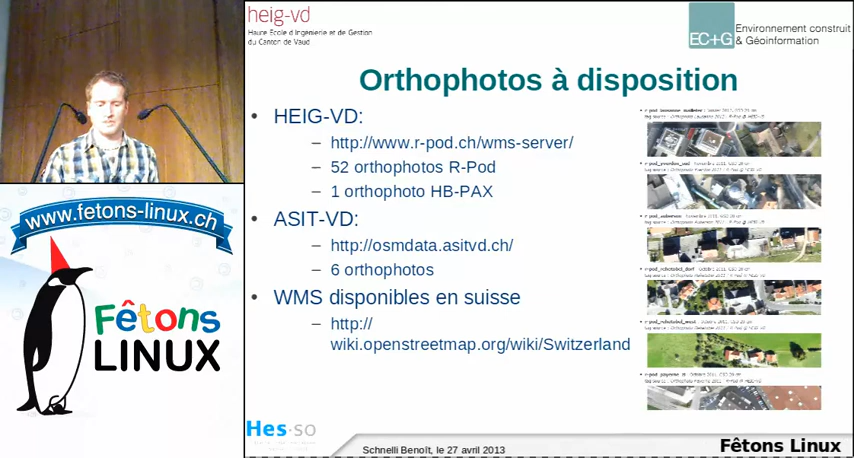 heig-vd
Haute Ecole d'Ingénierie et de Gestion
du Canton de Vaud
EC+G
Environnement construit
& Géoinformation
Orthophotos à disposition
• HEIG-VD:
– http://www.r-pod.ch/wms-server/
– 52 orthophotos R-Pod
– 1 orthophoto HB-PAX
• ASIT-VD:
– http://osmdata.asitvd.ch/
– 6 orthophotos
• WMS disponibles en suisse
– http://
wiki.openstreetmap.org/wiki/Switzerland
www.fetons-linux.ch
Fêtons
LINUX
Hes·so
Schnelli Benoît, le 27 avril 2013
Fêtons Linux